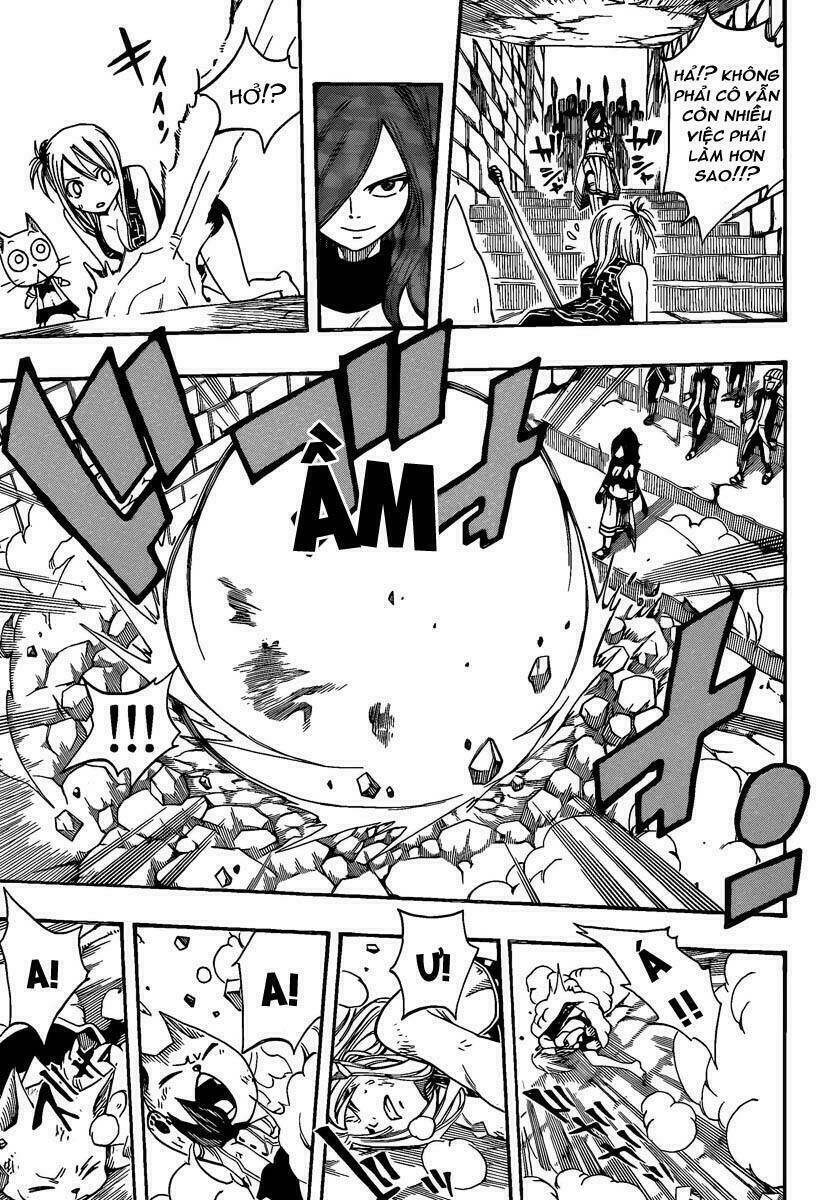 HẢ!? KHÔNG
PHẢI CÔ VẪN
CÒN NHIỀU
VIỆC PHẢI
LÀM HƠN
SAO!!?
HỞ!?
ẦM
!!!
Á
!!
Ư!
A!
A!